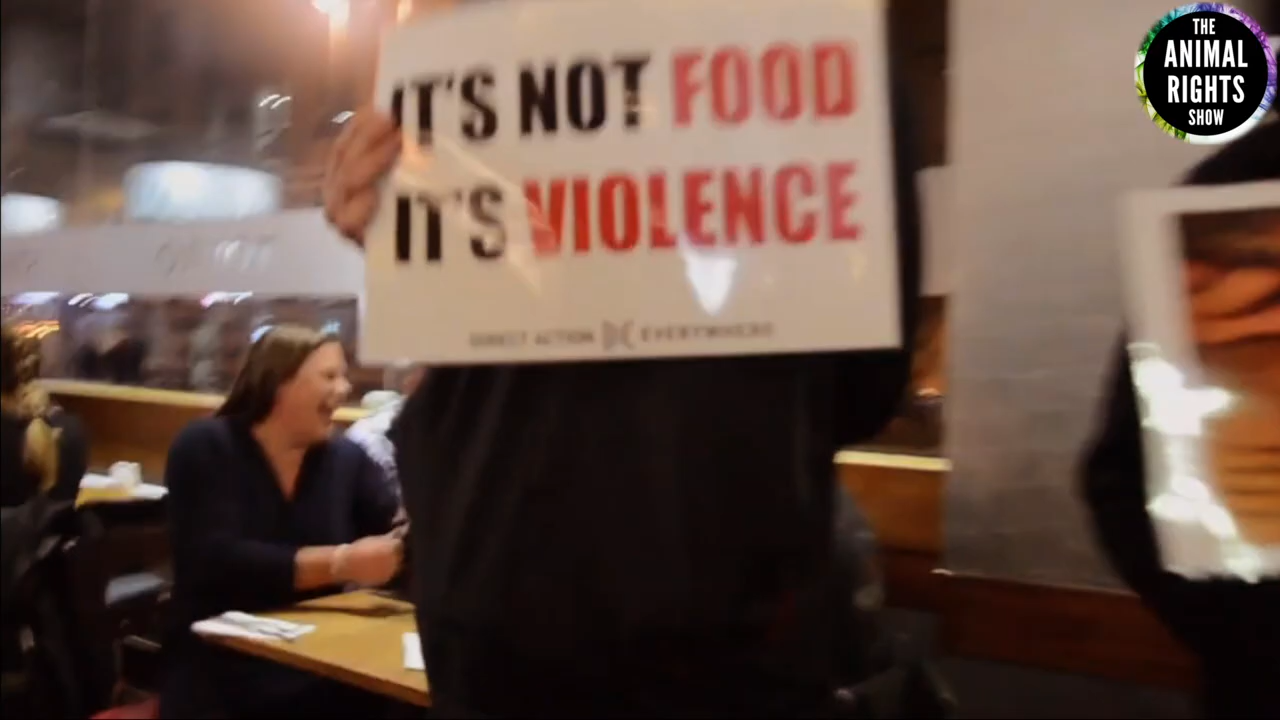 IT'S NOT FOOD
IT'S VIOLENCE
DIRECT ACTION EVERYWHERE
THE
ANIMAL
RIGHTS
SHOW